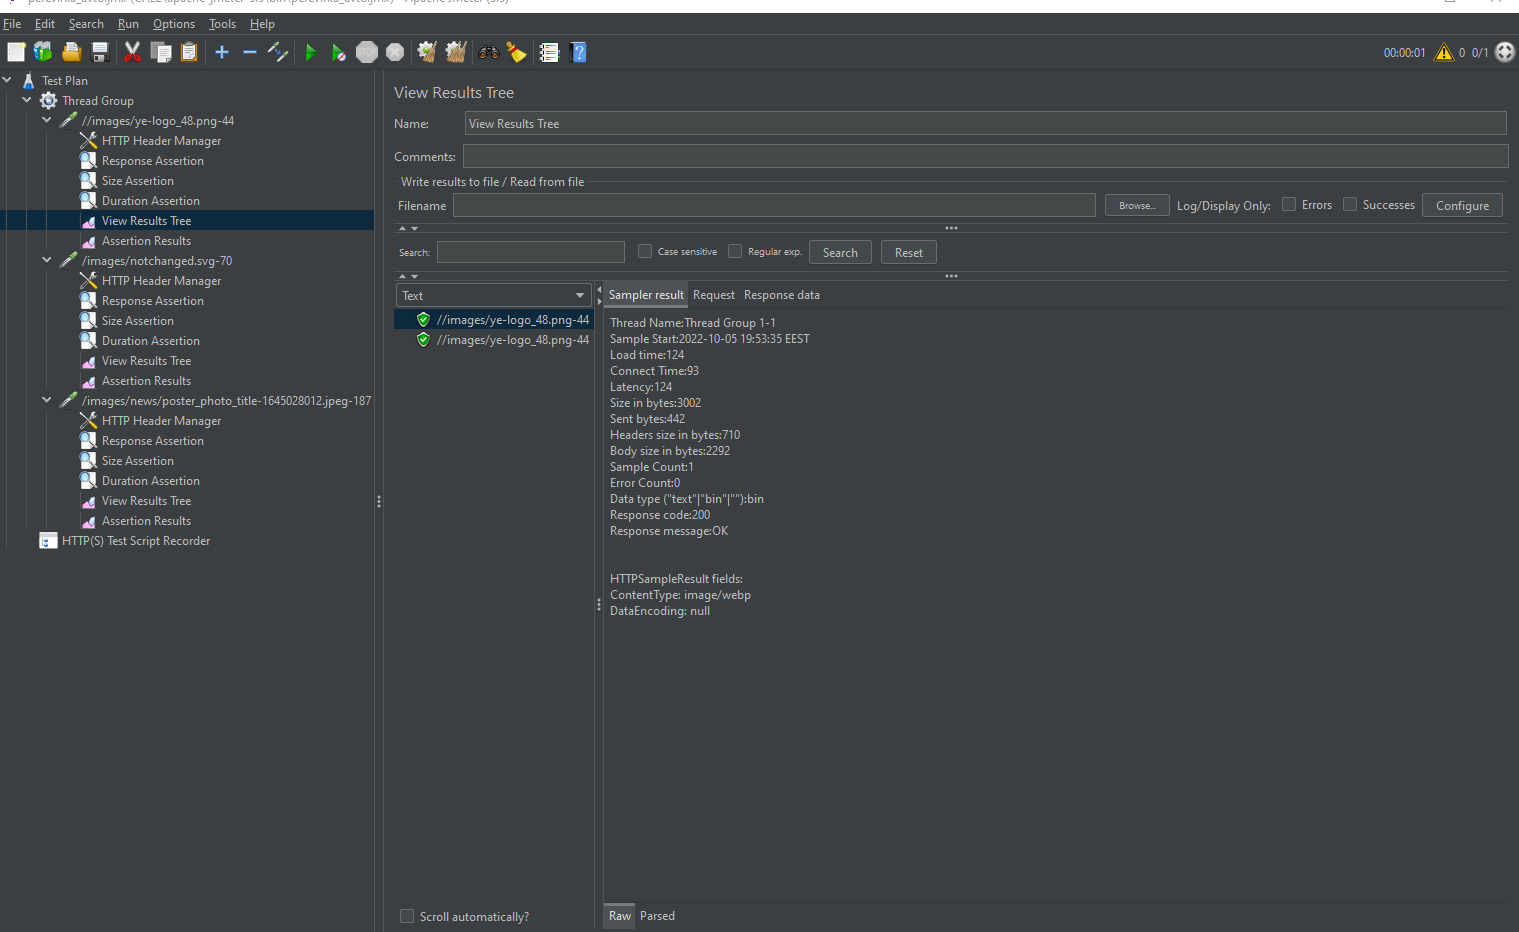 File Edit Search Run Options Tools Help
00:00:01 0 0/1
Test Plan
Thread Group
//images/ye-logo_48.png-44
HTTP Header Manager
Response Assertion
Size Assertion
Duration Assertion
View Results Tree
Assertion Results
/images/notchanged.svg-70
HTTP Header Manager
Response Assertion
Size Assertion
Duration Assertion
View Results Tree
Assertion Results
/images/news/poster_photo_title-1645028012.jpeg-187
HTTP Header Manager
Response Assertion
Size Assertion
Duration Assertion
View Results Tree
Assertion Results
HTTP(S) Test Script Recorder
View Results Tree
Name: View Results Tree
Comments:
Write results to file / Read from file
Filename Browse... Log/Display Only: Errors Successes Configure
Search: Case sensitive Regular exp. Search Reset
Text
//images/ye-logo_48.png-44
//images/ye-logo_48.png-44
Scroll automatically?
Sampler result Request Response data
Thread Name:Thread Group 1-1
Sample Start:2022-10-05 19:53:35 EEST
Load time:124
Connect Time:93
Latency:124
Size in bytes:3002
Sent bytes:442
Headers size in bytes:710
Body size in bytes:2292
Sample Count:1
Error Count:0
Data type ("text"|"bin"|""):bin
Response code:200
Response message:OK
HTTPSampleResult fields:
ContentType: image/webp
DataEncoding: null
Raw Parsed